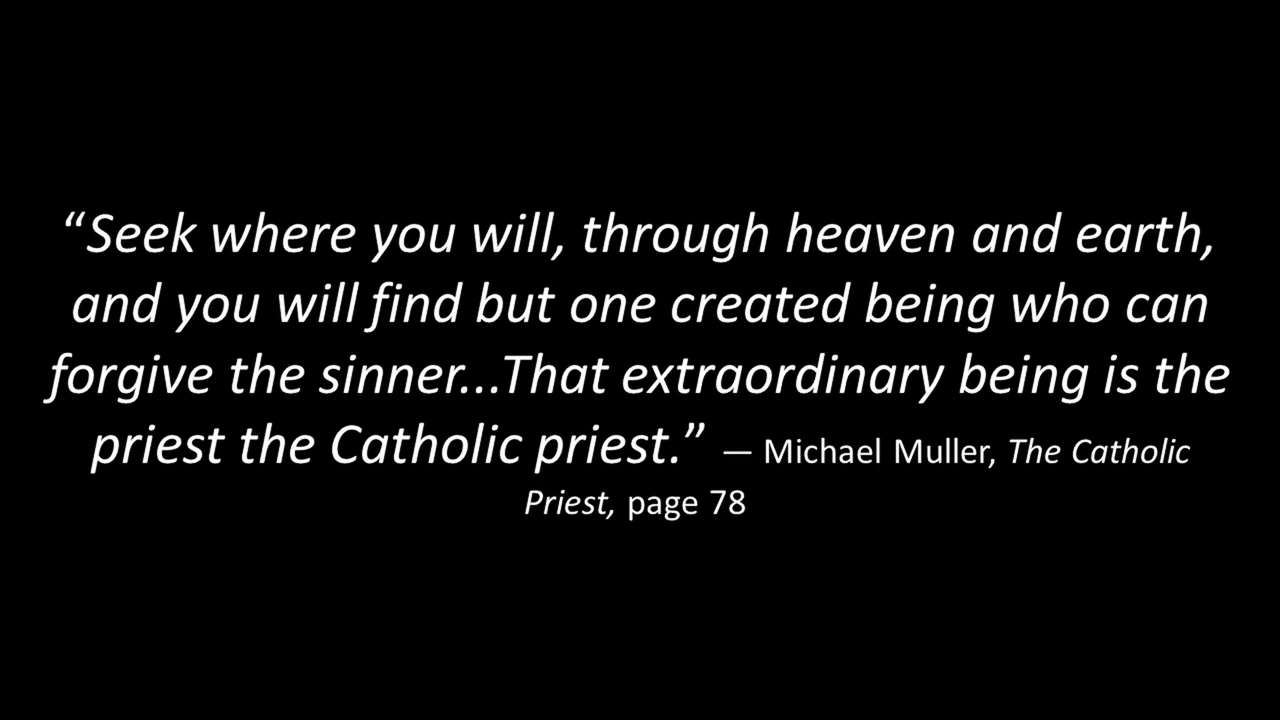 “Seek where you will, through heaven and earth,
and you will find but one created being who can
forgive the sinner...That extraordinary being is the
priest the Catholic priest.” — Michael Muller, The Catholic
Priest, page 78